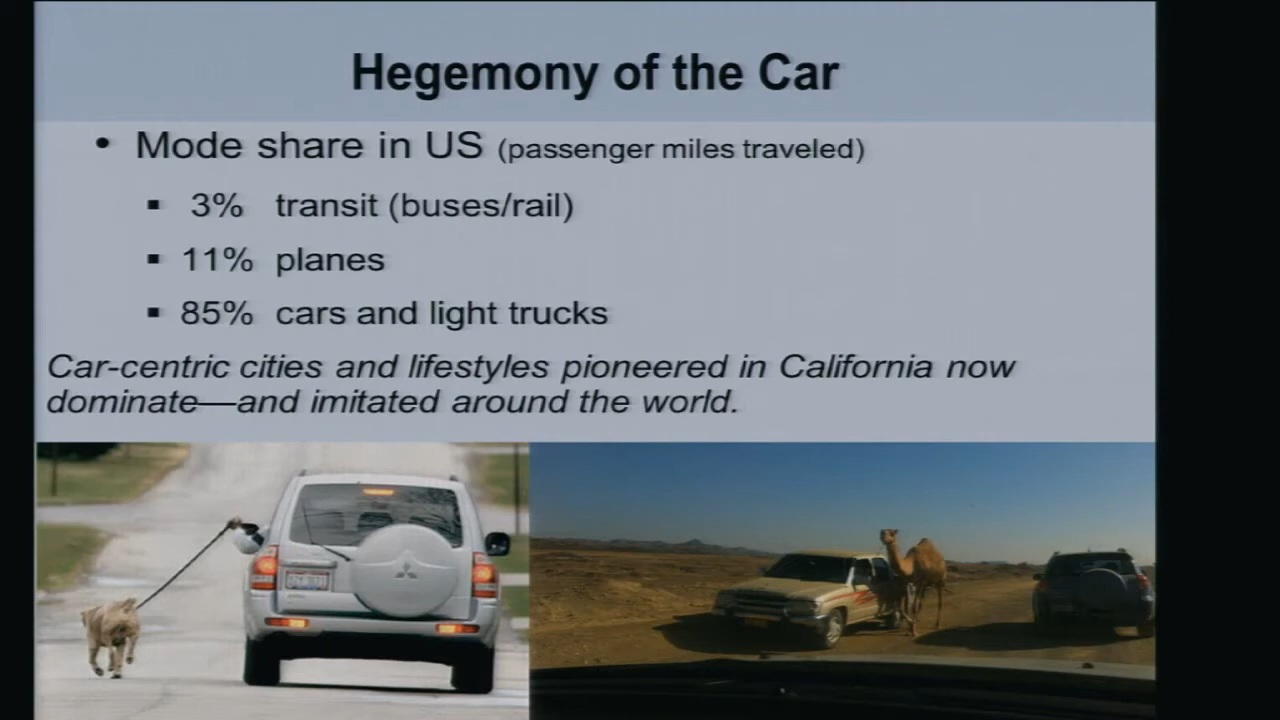 Hegemony of the Car
• Mode share in US (passenger miles traveled)
▪ 3% transit (buses/rail)
▪ 11% planes
▪ 85% cars and light trucks
Car-centric cities and lifestyles pioneered in California now
dominate—and imitated around the world.